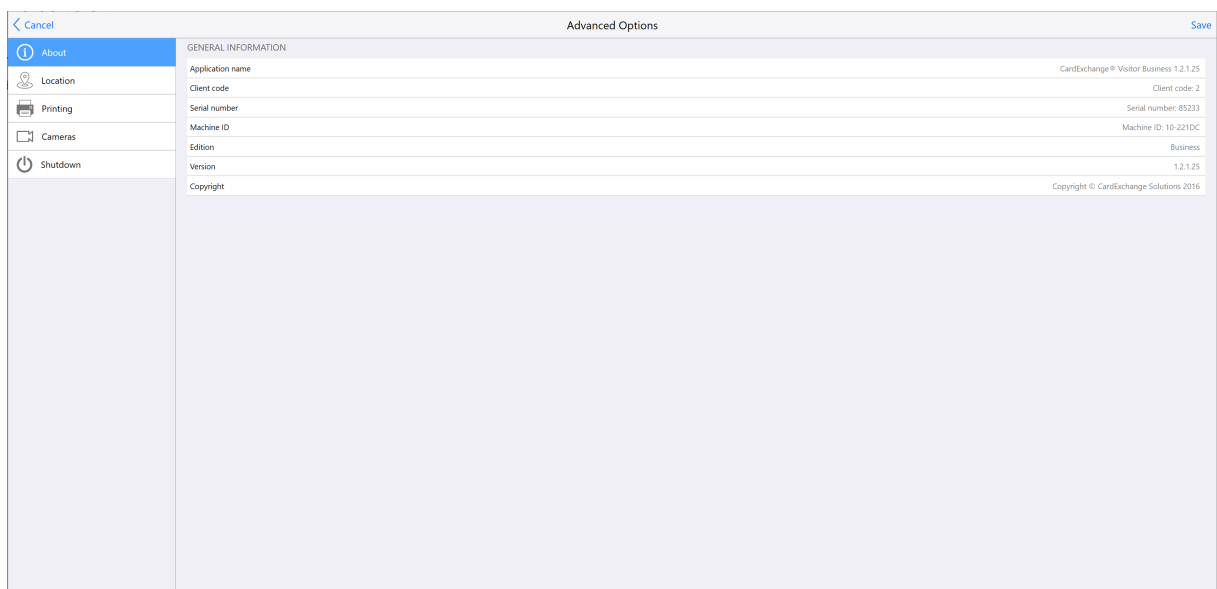 Cancel
Advanced Options
Save
About
Location
Printing
Cameras
Shutdown
GENERAL INFORMATION
Application name
CardExchange® Visitor Business 1.2.1.25
Client code
Client code: 2
Serial number
Serial number: 85233
Machine ID
Machine ID: 10-221DC
Edition
Business
Version
1.2.1.25
Copyright
Copyright © CardExchange Solutions 2016